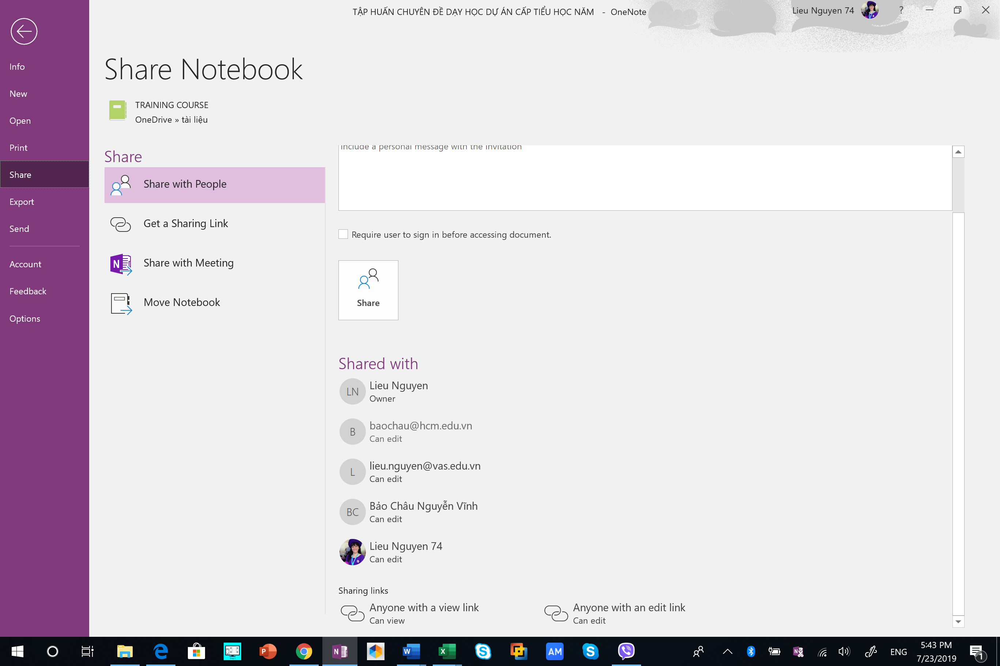 TẬP HUẤN CHUYÊN ĐỀ DẠY HỌC DỰ ÁN CẤP TIỂU HỌC NĂM - OneNote
Lieu Nguyen 74
?
Info
New
Open
Print
Share
Export
Send
Account
Feedback
Options
Share Notebook
TRAINING COURSE
OneDrive » tài liệu
Share
Share with People
Get a Sharing Link
Share with Meeting
Move Notebook
Include a personal message with the invitation
Require user to sign in before accessing document.
Share
Shared with
LN
Lieu Nguyen
Owner
B
baochau@hcm.edu.vn
Can edit
L
lieu.nguyen@vas.edu.vn
Can edit
BC
Bảo Châu Nguyễn Vĩnh
Can edit
Lieu Nguyen 74
Can edit
Sharing links
Anyone with a view link
Can view
Anyone with an edit link
Can edit
AM
ENG
5:43 PM
7/23/2019
1